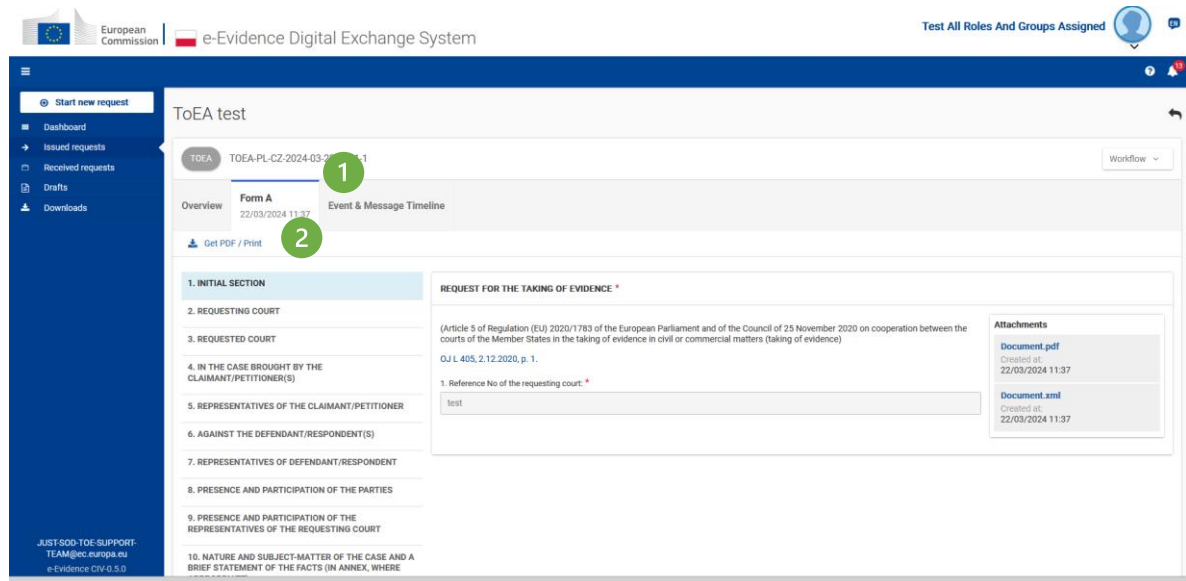 European
Commission
e-Evidence Digital Exchange System
Test All Roles And Groups Assigned
EN
13
Start new request
Dashboard
Issued requests
Received requests
Drafts
Downloads
ToEA test
TOEA
TOEA-PL-CZ-2024-03-
-1
Workflow
1
Overview
Form A
22/03/2024 11:37
Event & Message Timeline
2
Get PDF / Print
1. INITIAL SECTION
2. REQUESTING COURT
3. REQUESTED COURT
4. IN THE CASE BROUGHT BY THE
CLAIMANT/PETITIONER(S)
5. REPRESENTATIVES OF THE CLAIMANT/PETITIONER
6. AGAINST THE DEFENDANT/RESPONDENT(S)
7. REPRESENTATIVES OF DEFENDANT/RESPONDENT
8. PRESENCE AND PARTICIPATION OF THE PARTIES
9. PRESENCE AND PARTICIPATION OF THE
REPRESENTATIVES OF THE REQUESTING COURT
10. NATURE AND SUBJECT-MATTER OF THE CASE AND A
BRIEF STATEMENT OF THE FACTS (IN ANNEX, WHERE
REQUEST FOR THE TAKING OF EVIDENCE *
(Article 5 of Regulation (EU) 2020/1783 of the European Parliament and of the Council of 25 November 2020 on cooperation between the
courts of the Member States in the taking of evidence in civil or commercial matters (taking of evidence)
OJ L 405, 2.12.2020, p. 1.
1. Reference No of the requesting court: *
test
Attachments
Document.pdf
Created at:
22/03/2024 11:37
Document.xml
Created at:
22/03/2024 11:37
JUST-SOD-TOE-SUPPORT-
TEAM@ec.europa.eu
e-Evidence CIV-0.5.0